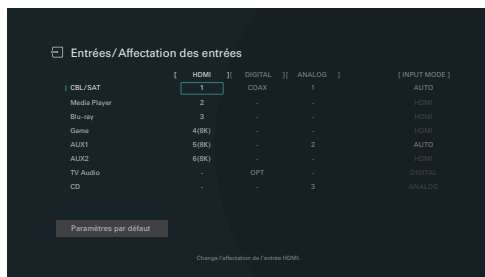 Entrées/Affectation des entrées
[ HDMI ][ DIGITAL ][ ANALOG ] [ INPUT MODE ]
CBL/SAT 1 COAX 1 AUTO
Media Player 2 - - HDMI
Blu-ray 3 - - HDMI
Game 4(8K) - - HDMI
AUX1 5(8K) - 2 AUTO
AUX2 6(8K) - - HDMI
TV Audio - OPT - DIGITAL
CD - - 3 ANALOG
Paramètres par défaut
Change l'affectation de l'entrée HDMI.